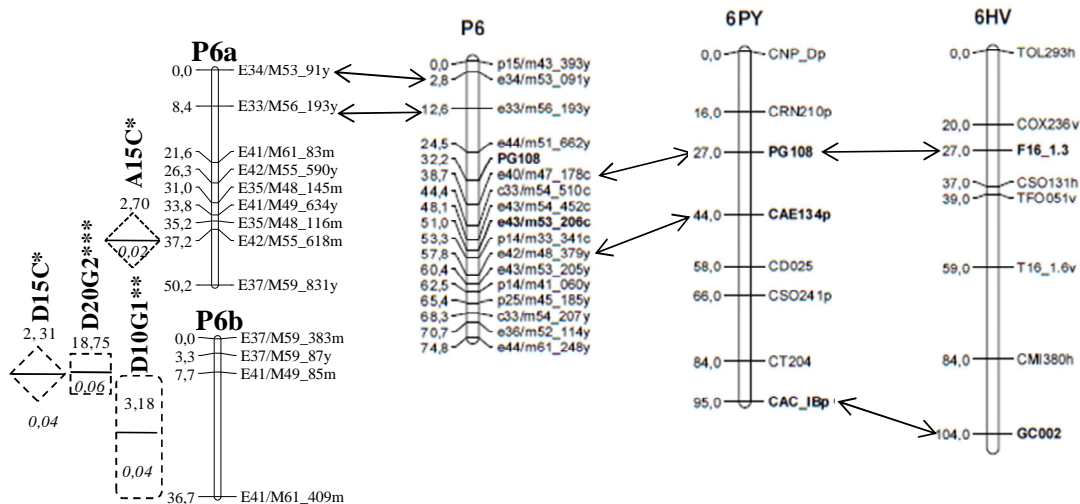 P6a
0,0 E34/M53_91y
8,4 E33/M56_193y
21,6 E41/M61_83m
26,3 E42/M55_590y
31,0 E35/M48_145m
33,8 E41/M49_634y
35,2 E35/M48_116m
37,2 E42/M55_618m
50,2 E37/M59_831y
P6b
0,0 E37/M59_383m
3,3 E37/M59_87y
7,7 E41/M49_85m
36,7 E41/M61_409m
A15C*
2,70
0,02
D15C*
2,31
0,04
D20G2****
18,75
0,06
D10G1**
3,18
0,04
P6
0,0 p15/m43_393y
2,8 e34/m53_091y
12,6 e33/m56_193y
24,5 e44/m51_662y
32,2 PG108
38,7 e40/m47_178c
44,4 c33/m54_510c
48,1 e43/m54_452c
51,0 e43/m53_206c
53,3 p14/m33_341c
57,8 e42/m48_379y
60,4 e43/m53_205y
62,5 p14/m41_060y
65,4 p25/m45_185y
68,3 c33/m54_207y
70,7 e36/m52_114y
74,8 e44/m61_248y
6PY
0,0 CNP_Dp
16,0 CRN210p
27,0 PG108
44,0 CAE134p
58,0 CD025
66,0 CSO241p
84,0 CT204
95,0 CAC_IBp
6HV
0,0 TOL293h
20,0 COX236v
27,0 F16_1.3
37,0 CSO131h
39,0 TFO051v
59,0 T16_1.6v
84,0 CMI380h
104,0 GC002